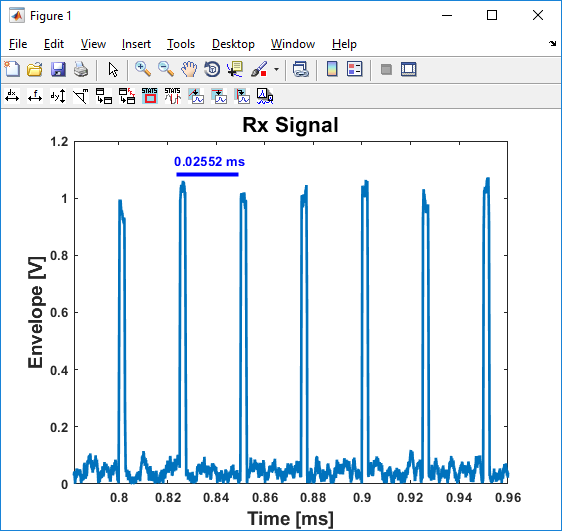 Figure 1
File Edit View Insert Tools Desktop Window Help
STATS STATS
Rx Signal
0.02552 ms
1.2
1
0.8
0.6
0.4
0.2
0
Envelope [V]
0.8 0.82 0.84 0.86 0.88 0.9 0.92 0.94 0.96
Time [ms]